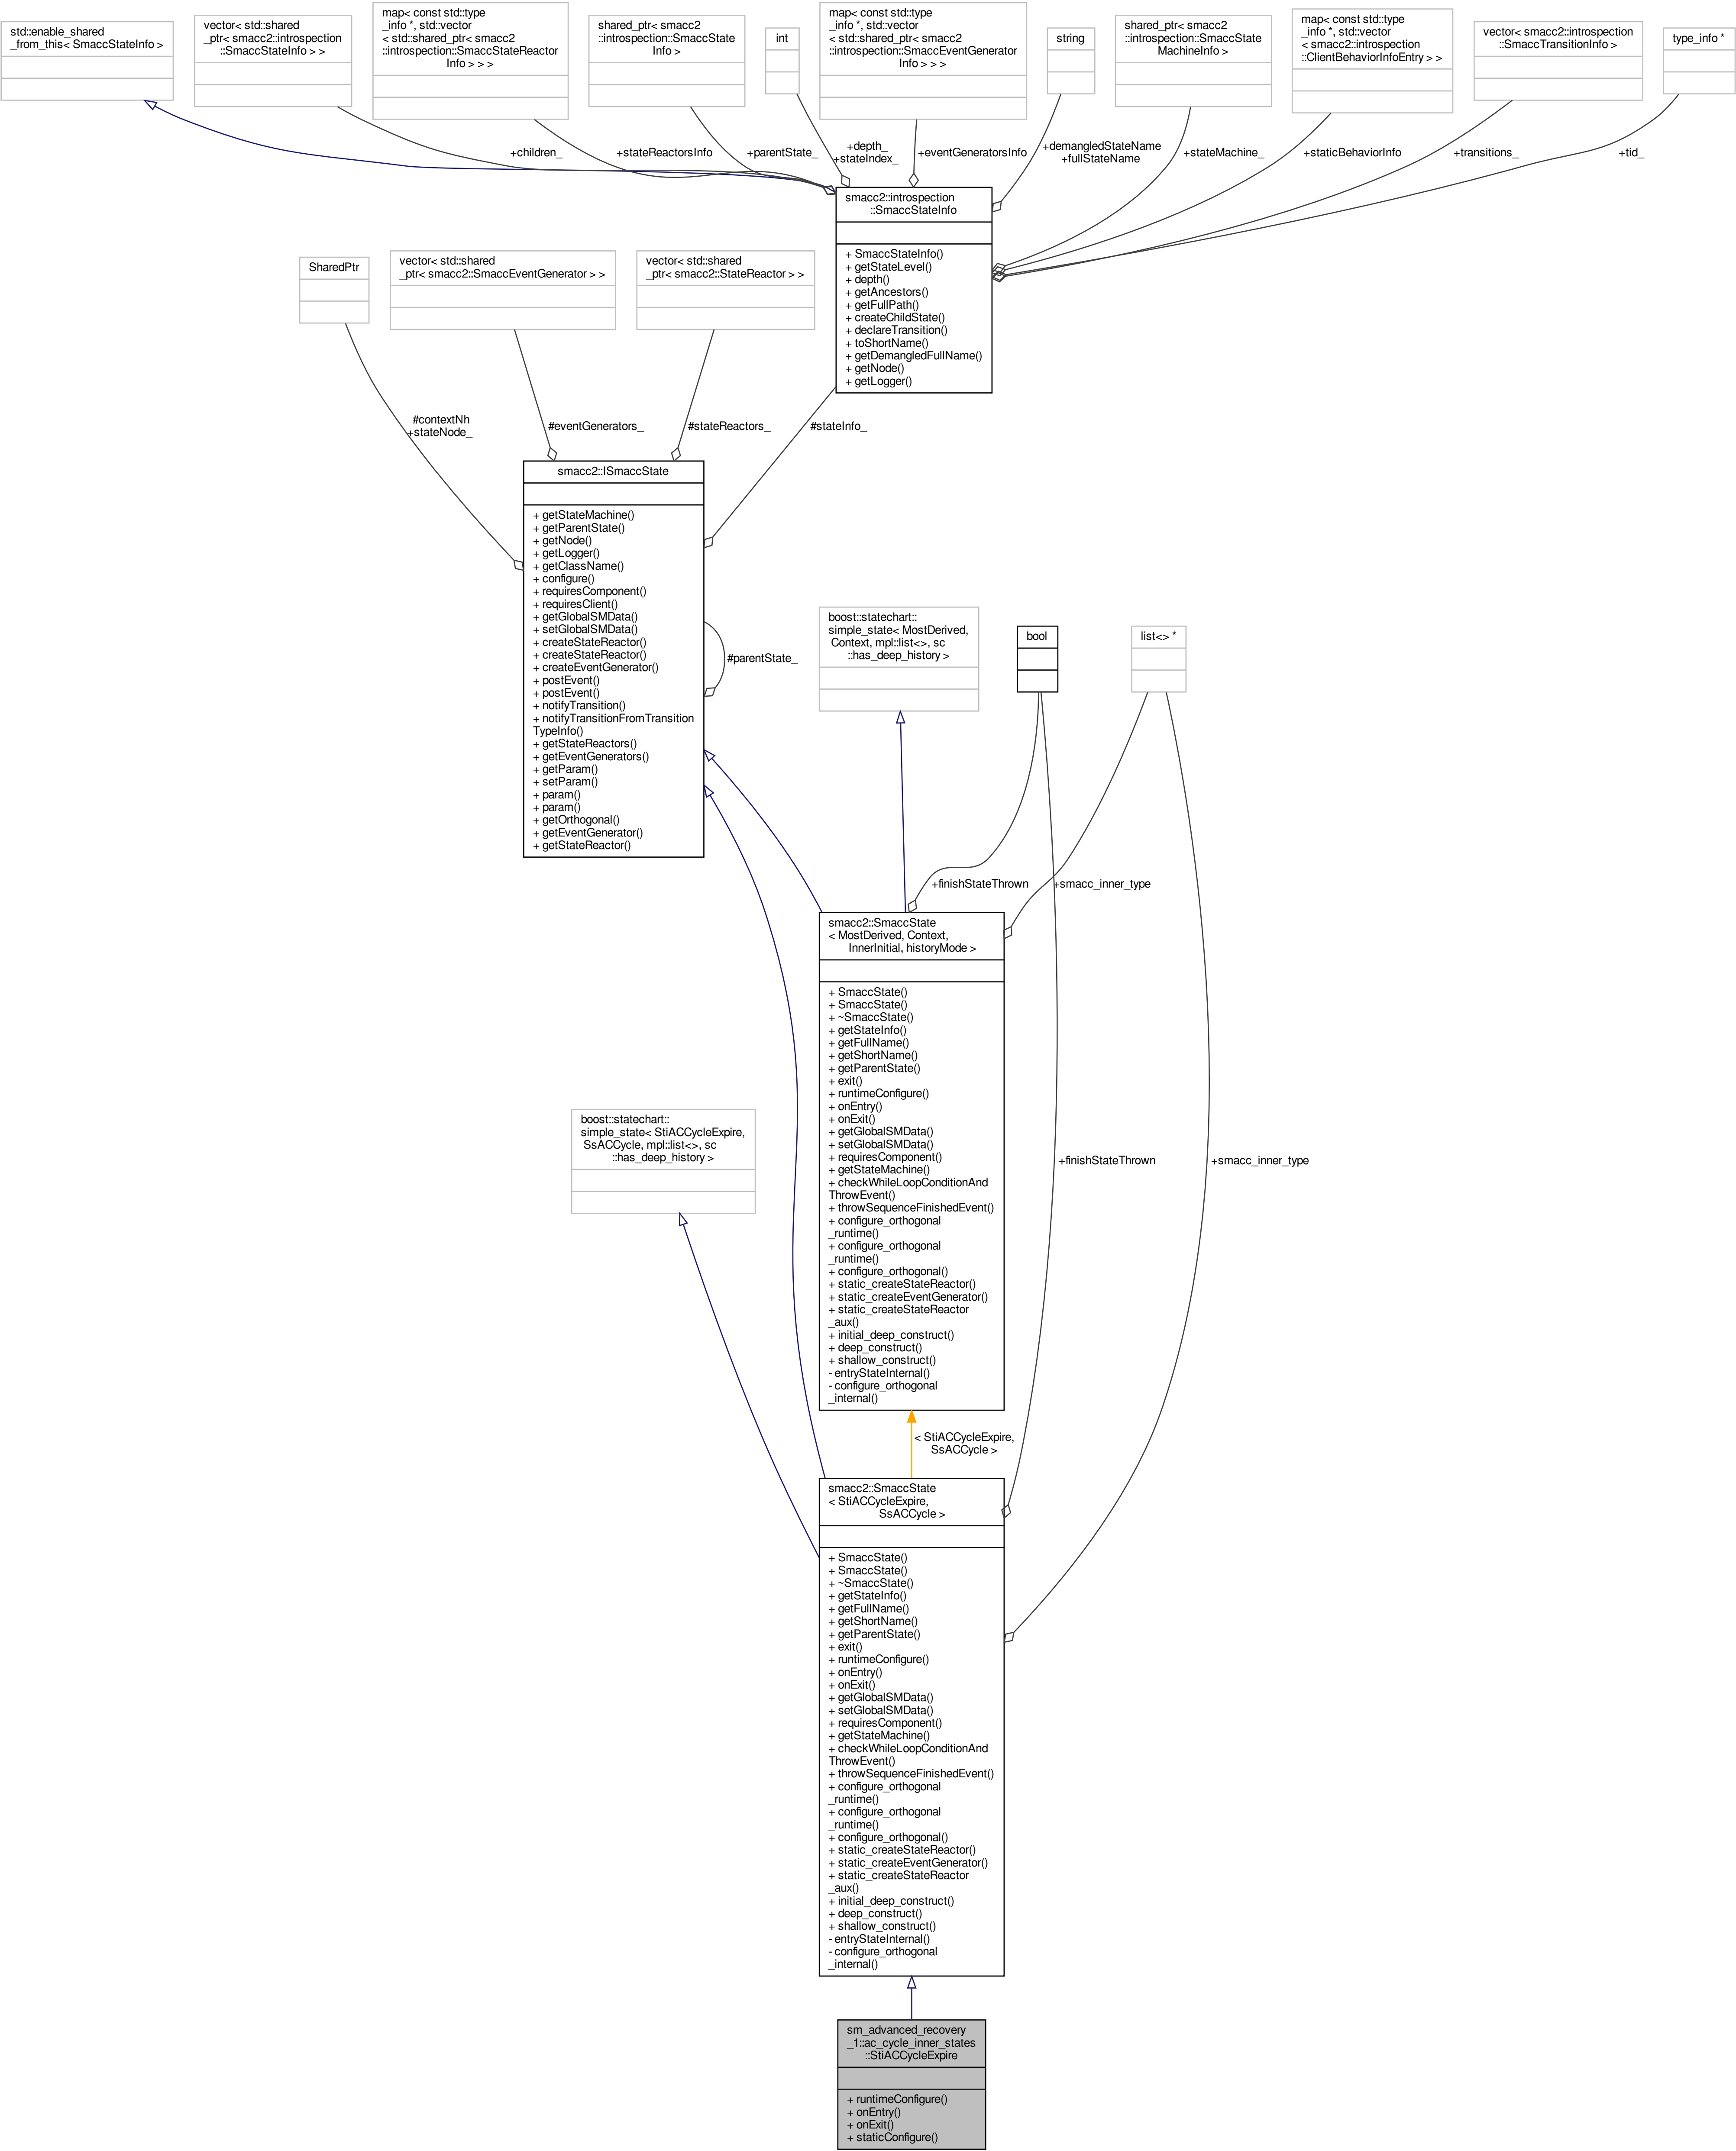 std::enable_shared
_from_this< SmaccStateInfo >
vector< std::shared
_ptr< smacc2::introspection
::SmaccStateInfo > >
map< const std::type
_info *, std::vector
< std::shared_ptr< smacc2
::introspection::SmaccStateReactor
Info > > >
shared_ptr< smacc2
::introspection::SmaccState
Info >
int
map< const std::type
_info *, std::vector
< std::shared_ptr< smacc2
::introspection::SmaccEventGenerator
Info > > >
string
shared_ptr< smacc2
::introspection::SmaccState
MachineInfo >
map< const std::type
_info *, std::vector
< smacc2::introspection
::ClientBehaviorInfoEntry > >
vector< smacc2::introspection
::SmaccTransitionInfo >
type_info *
+children_
+stateReactorsInfo
+parentState_
+depth_
+stateIndex_
+eventGeneratorsInfo
+demangledStateName
+fullStateName
+stateMachine_
+staticBehaviorInfo
+transitions_
+tid_
smacc2::introspection
::SmaccStateInfo
+ SmaccStateInfo()
+ getStateLevel()
+ depth()
+ getAncestors()
+ getFullPath()
+ createChildState()
+ declareTransition()
+ toShortName()
+ getDemangledFullName()
+ getNode()
+ getLogger()
SharedPtr
vector< std::shared
_ptr< smacc2::SmaccEventGenerator > >
vector< std::shared
_ptr< smacc2::StateReactor > >
#contextNh
+stateNode_
#eventGenerators_
#stateReactors_
#stateInfo_
smacc2::ISmaccState
+ getStateMachine()
+ getParentState()
+ getNode()
+ getLogger()
+ getClassName()
+ configure()
+ requiresComponent()
+ requiresClient()
+ getGlobalSMData()
+ setGlobalSMData()
+ createStateReactor()
+ createStateReactor()
+ createEventGenerator()
+ postEvent()
+ postEvent()
+ notifyTransition()
+ notifyTransitionFromTransition
TypeInfo()
+ getStateReactors()
+ getEventGenerators()
+ getParam()
+ setParam()
+ param()
+ param()
+ getOrthogonal()
+ getEventGenerator()
+ getStateReactor()
#parentState_
boost::statechart::
simple_state< MostDerived,
Context, mpl::list<>, sc
::has_deep_history >
bool
list<> *
+finishStateThrown
+smacc_inner_type
smacc2::SmaccState
< MostDerived, Context,
InnerInitial, historyMode >
+ SmaccState()
+ SmaccState()
+ ~SmaccState()
+ getStateInfo()
+ getFullName()
+ getShortName()
+ getParentState()
+ exit()
+ runtimeConfigure()
+ onEntry()
+ onExit()
+ getGlobalSMData()
+ setGlobalSMData()
+ requiresComponent()
+ getStateMachine()
+ checkWhileLoopConditionAnd
ThrowEvent()
+ throwSequenceFinishedEvent()
+ configure_orthogonal
_runtime()
+ configure_orthogonal
_runtime()
+ configure_orthogonal()
+ static_createStateReactor()
+ static_createEventGenerator()
+ static_createStateReactor
_aux()
+ initial_deep_construct()
+ deep_construct()
+ shallow_construct()
- entryStateInternal()
- configure_orthogonal
_internal()
boost::statechart::
simple_state< StiACCycleExpire,
SsACCycle, mpl::list<>, sc
::has_deep_history >
+finishStateThrown
+smacc_inner_type
< StiACCycleExpire,
SsACCycle >
smacc2::SmaccState
< StiACCycleExpire,
SsACCycle >
+ SmaccState()
+ SmaccState()
+ ~SmaccState()
+ getStateInfo()
+ getFullName()
+ getShortName()
+ getParentState()
+ exit()
+ runtimeConfigure()
+ onEntry()
+ onExit()
+ getGlobalSMData()
+ setGlobalSMData()
+ requiresComponent()
+ getStateMachine()
+ checkWhileLoopConditionAnd
ThrowEvent()
+ throwSequenceFinishedEvent()
+ configure_orthogonal
_runtime()
+ configure_orthogonal
_runtime()
+ configure_orthogonal()
+ static_createStateReactor()
+ static_createEventGenerator()
+ static_createStateReactor
_aux()
+ initial_deep_construct()
+ deep_construct()
+ shallow_construct()
- entryStateInternal()
- configure_orthogonal
_internal()
sm_advanced_recovery
_1::ac_cycle_inner_states
::StiACCycleExpire
+ runtimeConfigure()
+ onEntry()
+ onExit()
+ staticConfigure()